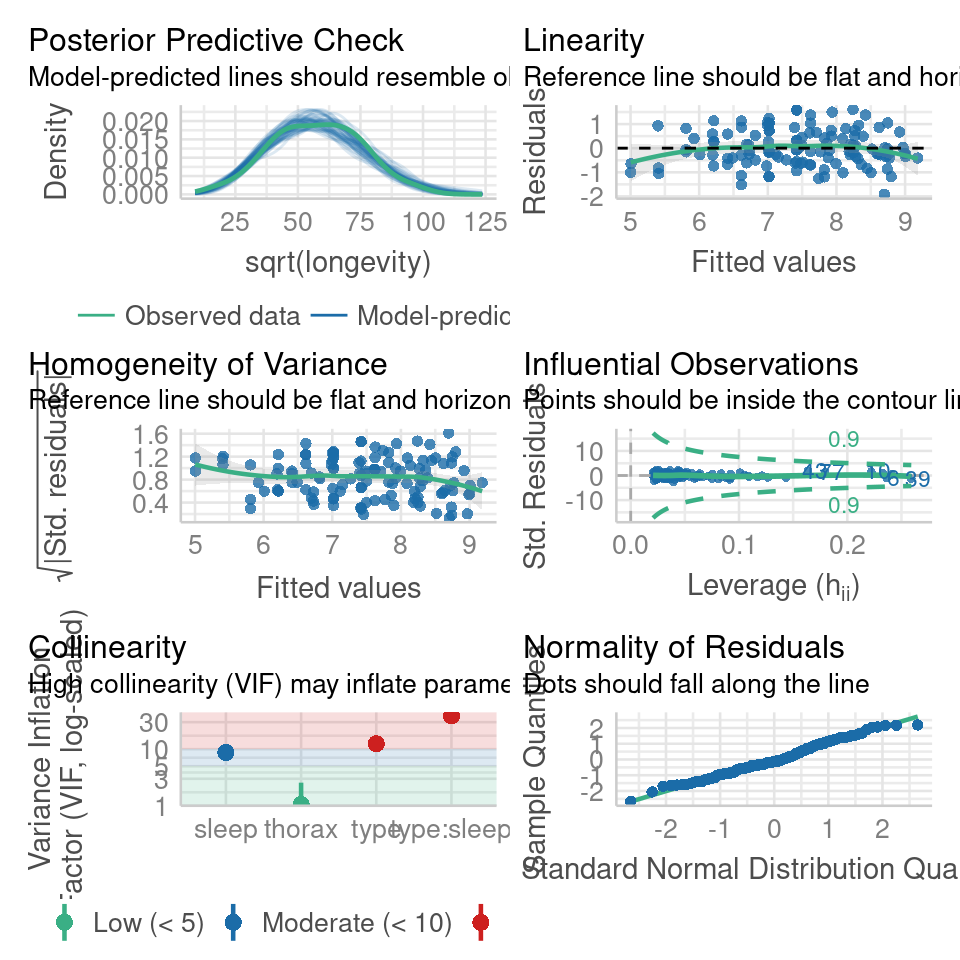 Posterior Predictive Check
Model-predicted lines should resemble o
Density
0.020
0.015
0.010
0.005
0.000
25 50 75 100 125
sqrt(longevity)
Observed data Model-predic
Linearity
Reference line should be flat and hori
Residuals
1
0
-1
-2
5 6 7 8 9
Fitted values
Homogeneity of Variance
Reference line should be flat and horizon
√|Std. residuals|
1.6
1.2
0.8
0.4
5 6 7 8 9
Fitted values
Influential Observations
Points should be inside the contour li
Std. Residuals
10
0
-10
0.9
0.9
0.0 0.1 0.2
Leverage (hii)
Collinearity
High collinearity (VIF) may inflate parame
Variance Inflation
Factor (VIF, log-scaled)
30
10
5
3
1
sleep thorax type type:sleep
Low (< 5) Moderate (< 10)
Normality of Residuals
Dots should fall along the line
Sample Quantiles
2
1
0
-1
-2
-2 -1 0 1 2
Standard Normal Distribution Qua